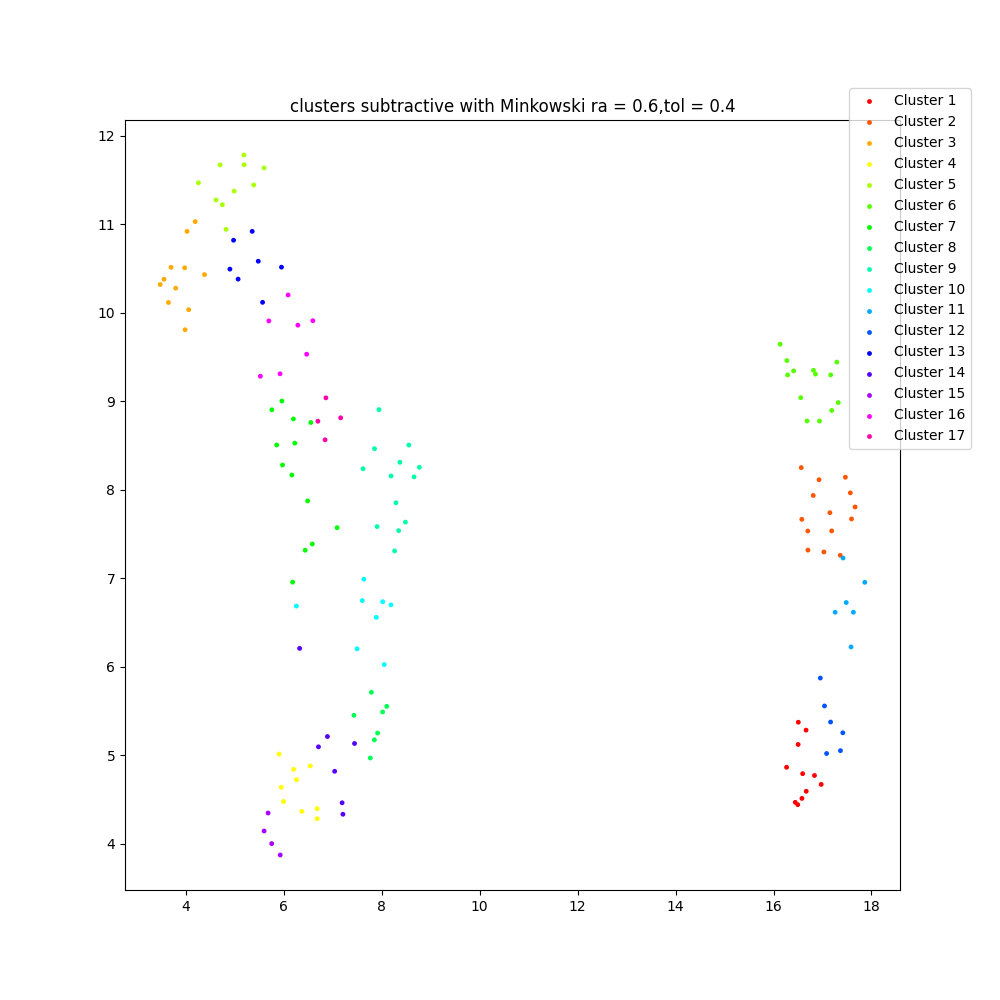 clusters subtractive with Minkowski ra = 0.6,tol = 0.4
Cluster 1
Cluster 2
Cluster 3
Cluster 4
Cluster 5
Cluster 6
Cluster 7
Cluster 8
Cluster 9
Cluster 10
Cluster 11
Cluster 12
Cluster 13
Cluster 14
Cluster 15
Cluster 16
Cluster 17
12
11
10
9
8
7
6
5
4
4 6 8 10 12 14 16 18